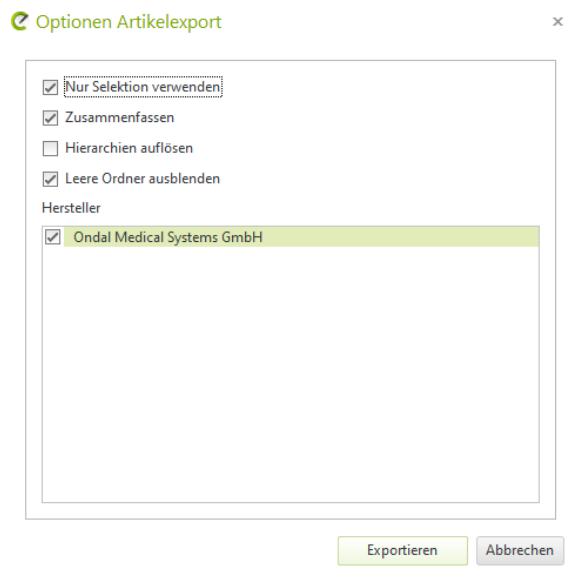 Optionen Artikelexport
Nur Selektion verwenden
Zusammenfassen
Hierarchien auflösen
Leere Ordner ausblenden
Hersteller
Ondal Medical Systems GmbH
Exportieren
Abbrechen